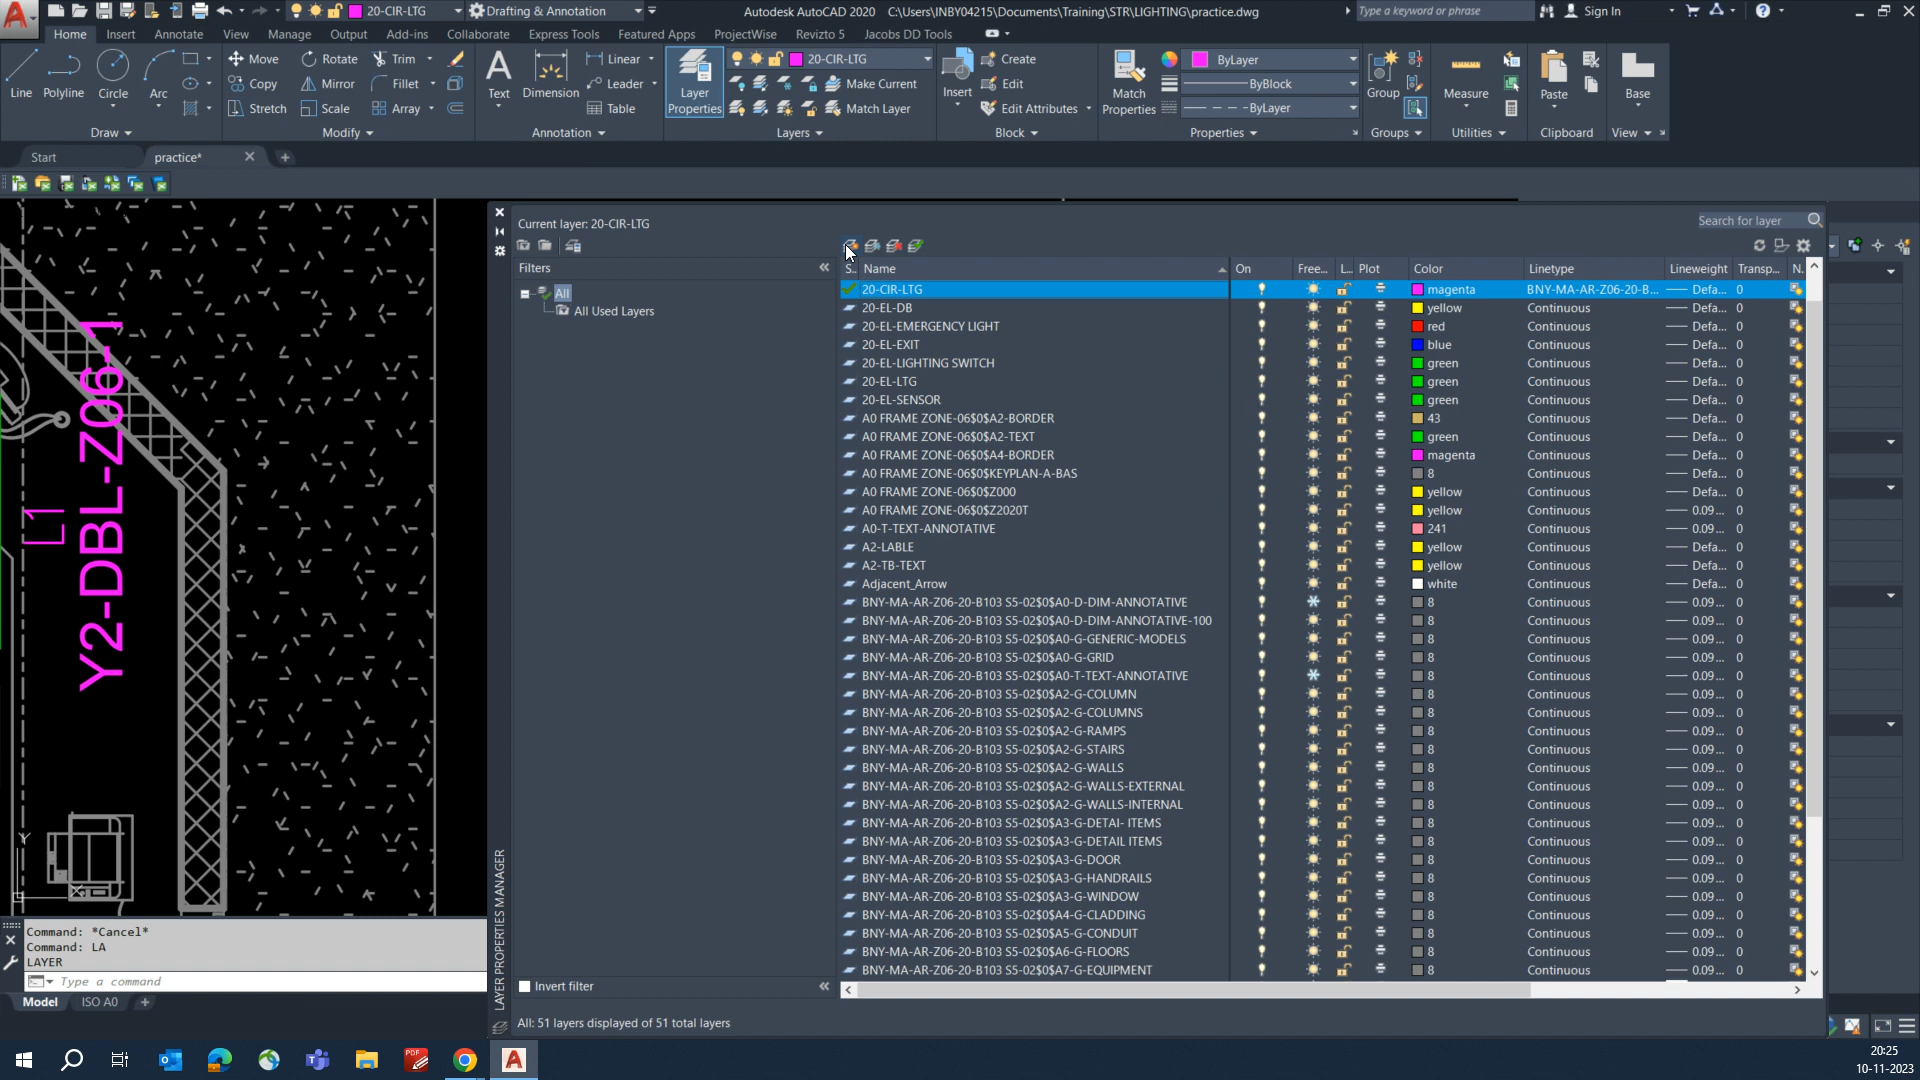 20-CIR-LTG
Drafting & Annotation
Autodesk AutoCAD 2020 C:\Users\INBY04215\Documents\Training\STR\LIGHTING\practice.dwg
Type a keyword or phrase
Sign In
Home Insert Annotate View Manage Output Add-ins Collaborate Express Tools Featured Apps ProjectWise Revizto 5 Jacobs DD Tools
Line
Polyline
Circle
Arc
Draw
Move Rotate Trim
Copy Mirror Fillet
Stretch Scale Array
Modify
Text
Dimension
Linear
Leader
Table
Annotation
Layer
Properties
20-CIR-LTG
Make Current
Match Layer
Layers
Insert
Create
Edit
Edit Attributes
Block
Match
Properties
ByLayer
ByBlock
ByLayer
Properties
Group
Groups
Measure
Utilities
Paste
Clipboard
Base
View
Start practice*
Y2-DBL-Z06-1
L1
Y
X
Current layer: 20-CIR-LTG
Search for layer
Filters
All
All Used Layers
S.. Name On Free... L.. Plot Color Linetype Lineweight Transp... N.
20-CIR-LTG magenta BNY-MA-AR-Z06-20-B... Defa... 0
20-EL-DB yellow Continuous Defa... 0
20-EL-EMERGENCY LIGHT red Continuous Defa... 0
20-EL-EXIT blue Continuous Defa... 0
20-EL-LIGHTING SWITCH green Continuous Defa... 0
20-EL-LTG green Continuous Defa... 0
20-EL-SENSOR green Continuous Defa... 0
A0 FRAME ZONE-06$0$A2-BORDER 43 Continuous Defa... 0
A0 FRAME ZONE-06$0$A2-TEXT green Continuous Defa... 0
A0 FRAME ZONE-06$0$A4-BORDER magenta Continuous Defa... 0
A0 FRAME ZONE-06$0$KEYPLAN-A-BAS 8 Continuous Defa... 0
A0 FRAME ZONE-06$0$Z000 yellow Continuous Defa... 0
A0 FRAME ZONE-06$0$Z2020T yellow Continuous 0.09... 0
A0-T-TEXT-ANNOTATIVE 241 Continuous 0.09... 0
A2-LABLE yellow Continuous Defa... 0
A2-TB-TEXT yellow Continuous Defa... 0
Adjacent_Arrow white Continuous Defa... 0
BNY-MA-AR-Z06-20-B103 S5-02$0$A0-D-DIM-ANNOTATIVE 8 Continuous 0.09... 0
BNY-MA-AR-Z06-20-B103 S5-02$0$A0-D-DIM-ANNOTATIVE-100 8 Continuous 0.09... 0
BNY-MA-AR-Z06-20-B103 S5-02$0$A0-G-GENERIC-MODELS 8 Continuous 0.09... 0
BNY-MA-AR-Z06-20-B103 S5-02$0$A0-G-GRID 8 Continuous 0.09... 0
BNY-MA-AR-Z06-20-B103 S5-02$0$A0-T-TEXT-ANNOTATIVE 8 Continuous 0.09... 0
BNY-MA-AR-Z06-20-B103 S5-02$0$A2-G-COLUMN 8 Continuous 0.09... 0
BNY-MA-AR-Z06-20-B103 S5-02$0$A2-G-COLUMNS 8 Continuous 0.09... 0
BNY-MA-AR-Z06-20-B103 S5-02$0$A2-G-RAMPS 8 Continuous 0.09... 0
BNY-MA-AR-Z06-20-B103 S5-02$0$A2-G-STAIRS 8 Continuous 0.09... 0
BNY-MA-AR-Z06-20-B103 S5-02$0$A2-G-WALLS 8 Continuous 0.09... 0
BNY-MA-AR-Z06-20-B103 S5-02$0$A2-G-WALLS-EXTERNAL 8 Continuous 0.09... 0
BNY-MA-AR-Z06-20-B103 S5-02$0$A2-G-WALLS-INTERNAL 8 Continuous 0.09... 0
BNY-MA-AR-Z06-20-B103 S5-02$0$A3-G-DETAI- ITEMS 8 Continuous 0.09... 0
BNY-MA-AR-Z06-20-B103 S5-02$0$A3-G-DETAIL ITEMS 8 Continuous 0.09... 0
BNY-MA-AR-Z06-20-B103 S5-02$0$A3-G-DOOR 8 Continuous 0.09... 0
BNY-MA-AR-Z06-20-B103 S5-02$0$A3-G-HANDRAILS 8 Continuous 0.09... 0
BNY-MA-AR-Z06-20-B103 S5-02$0$A3-G-WINDOW 8 Continuous 0.09... 0
BNY-MA-AR-Z06-20-B103 S5-02$0$A4-G-CLADDING 8 Continuous 0.09... 0
BNY-MA-AR-Z06-20-B103 S5-02$0$A5-G-CONDUIT 8 Continuous 0.09... 0
BNY-MA-AR-Z06-20-B103 S5-02$0$A6-G-FLOORS 8 Continuous 0.09... 0
BNY-MA-AR-Z06-20-B103 S5-02$0$A7-G-EQUIPMENT 8 Continuous 0.09... 0
Invert filter
All: 51 layers displayed of 51 total layers
LAYER PROPERTIES MANAGER
Command: *Cancel*
Command: LA
LAYER
Type a command
Model ISO A0
20:25
10-11-2023